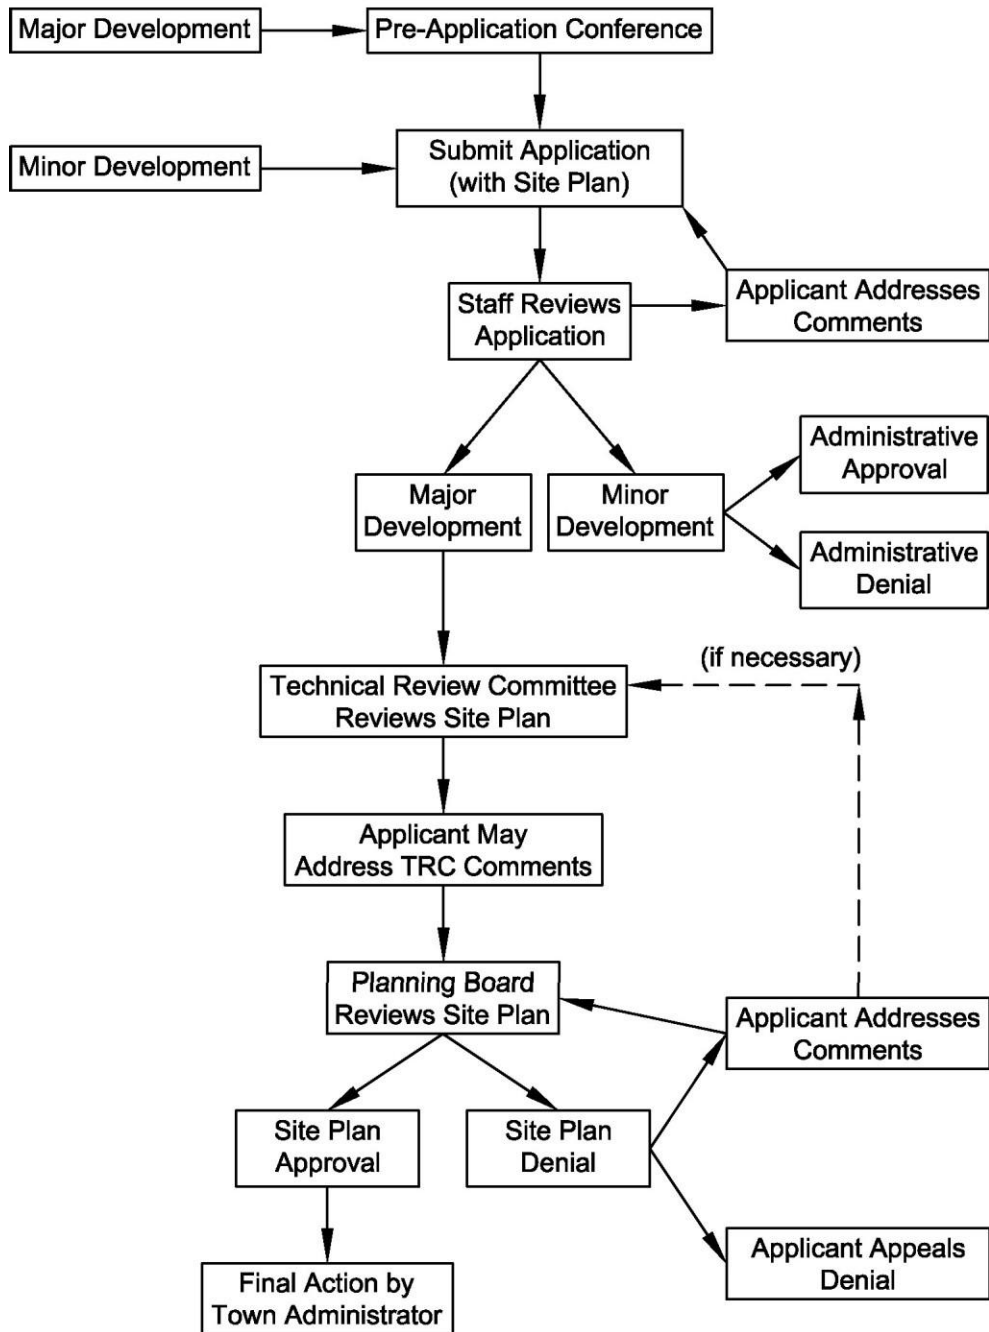 Major Development
Pre-Application Conference
Minor Development
Submit Application
(with Site Plan)
Staff Reviews
Application
Applicant Addresses
Comments
Major
Development
Minor
Development
Administrative
Approval
Administrative
Denial
(if necessary)
Technical Review Committee
Reviews Site Plan
Applicant May
Address TRC Comments
Planning Board
Reviews Site Plan
Applicant Addresses
Comments
Site Plan
Approval
Site Plan
Denial
Final Action by
Town Administrator
Applicant Appeals
Denial